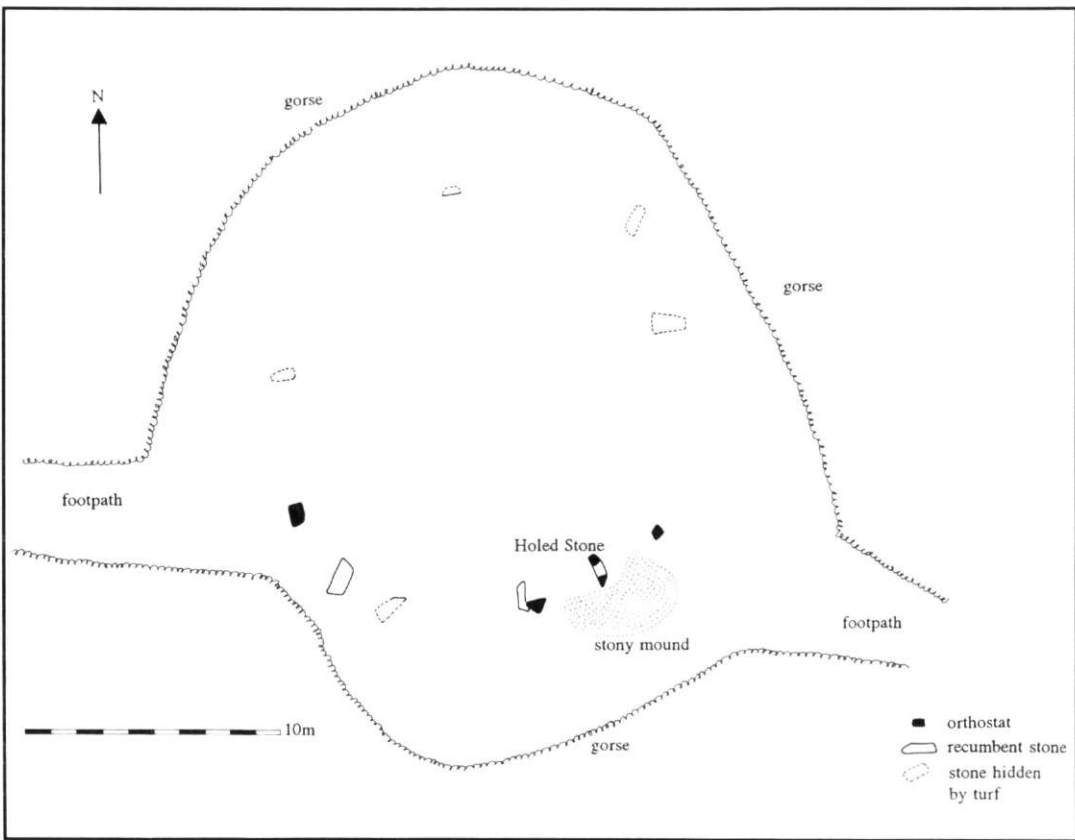 gorse
N
gorse
footpath
Holed Stone
footpath
stony mound
10m
gorse
orthostat
recumbent stone
stone hidden
by turf